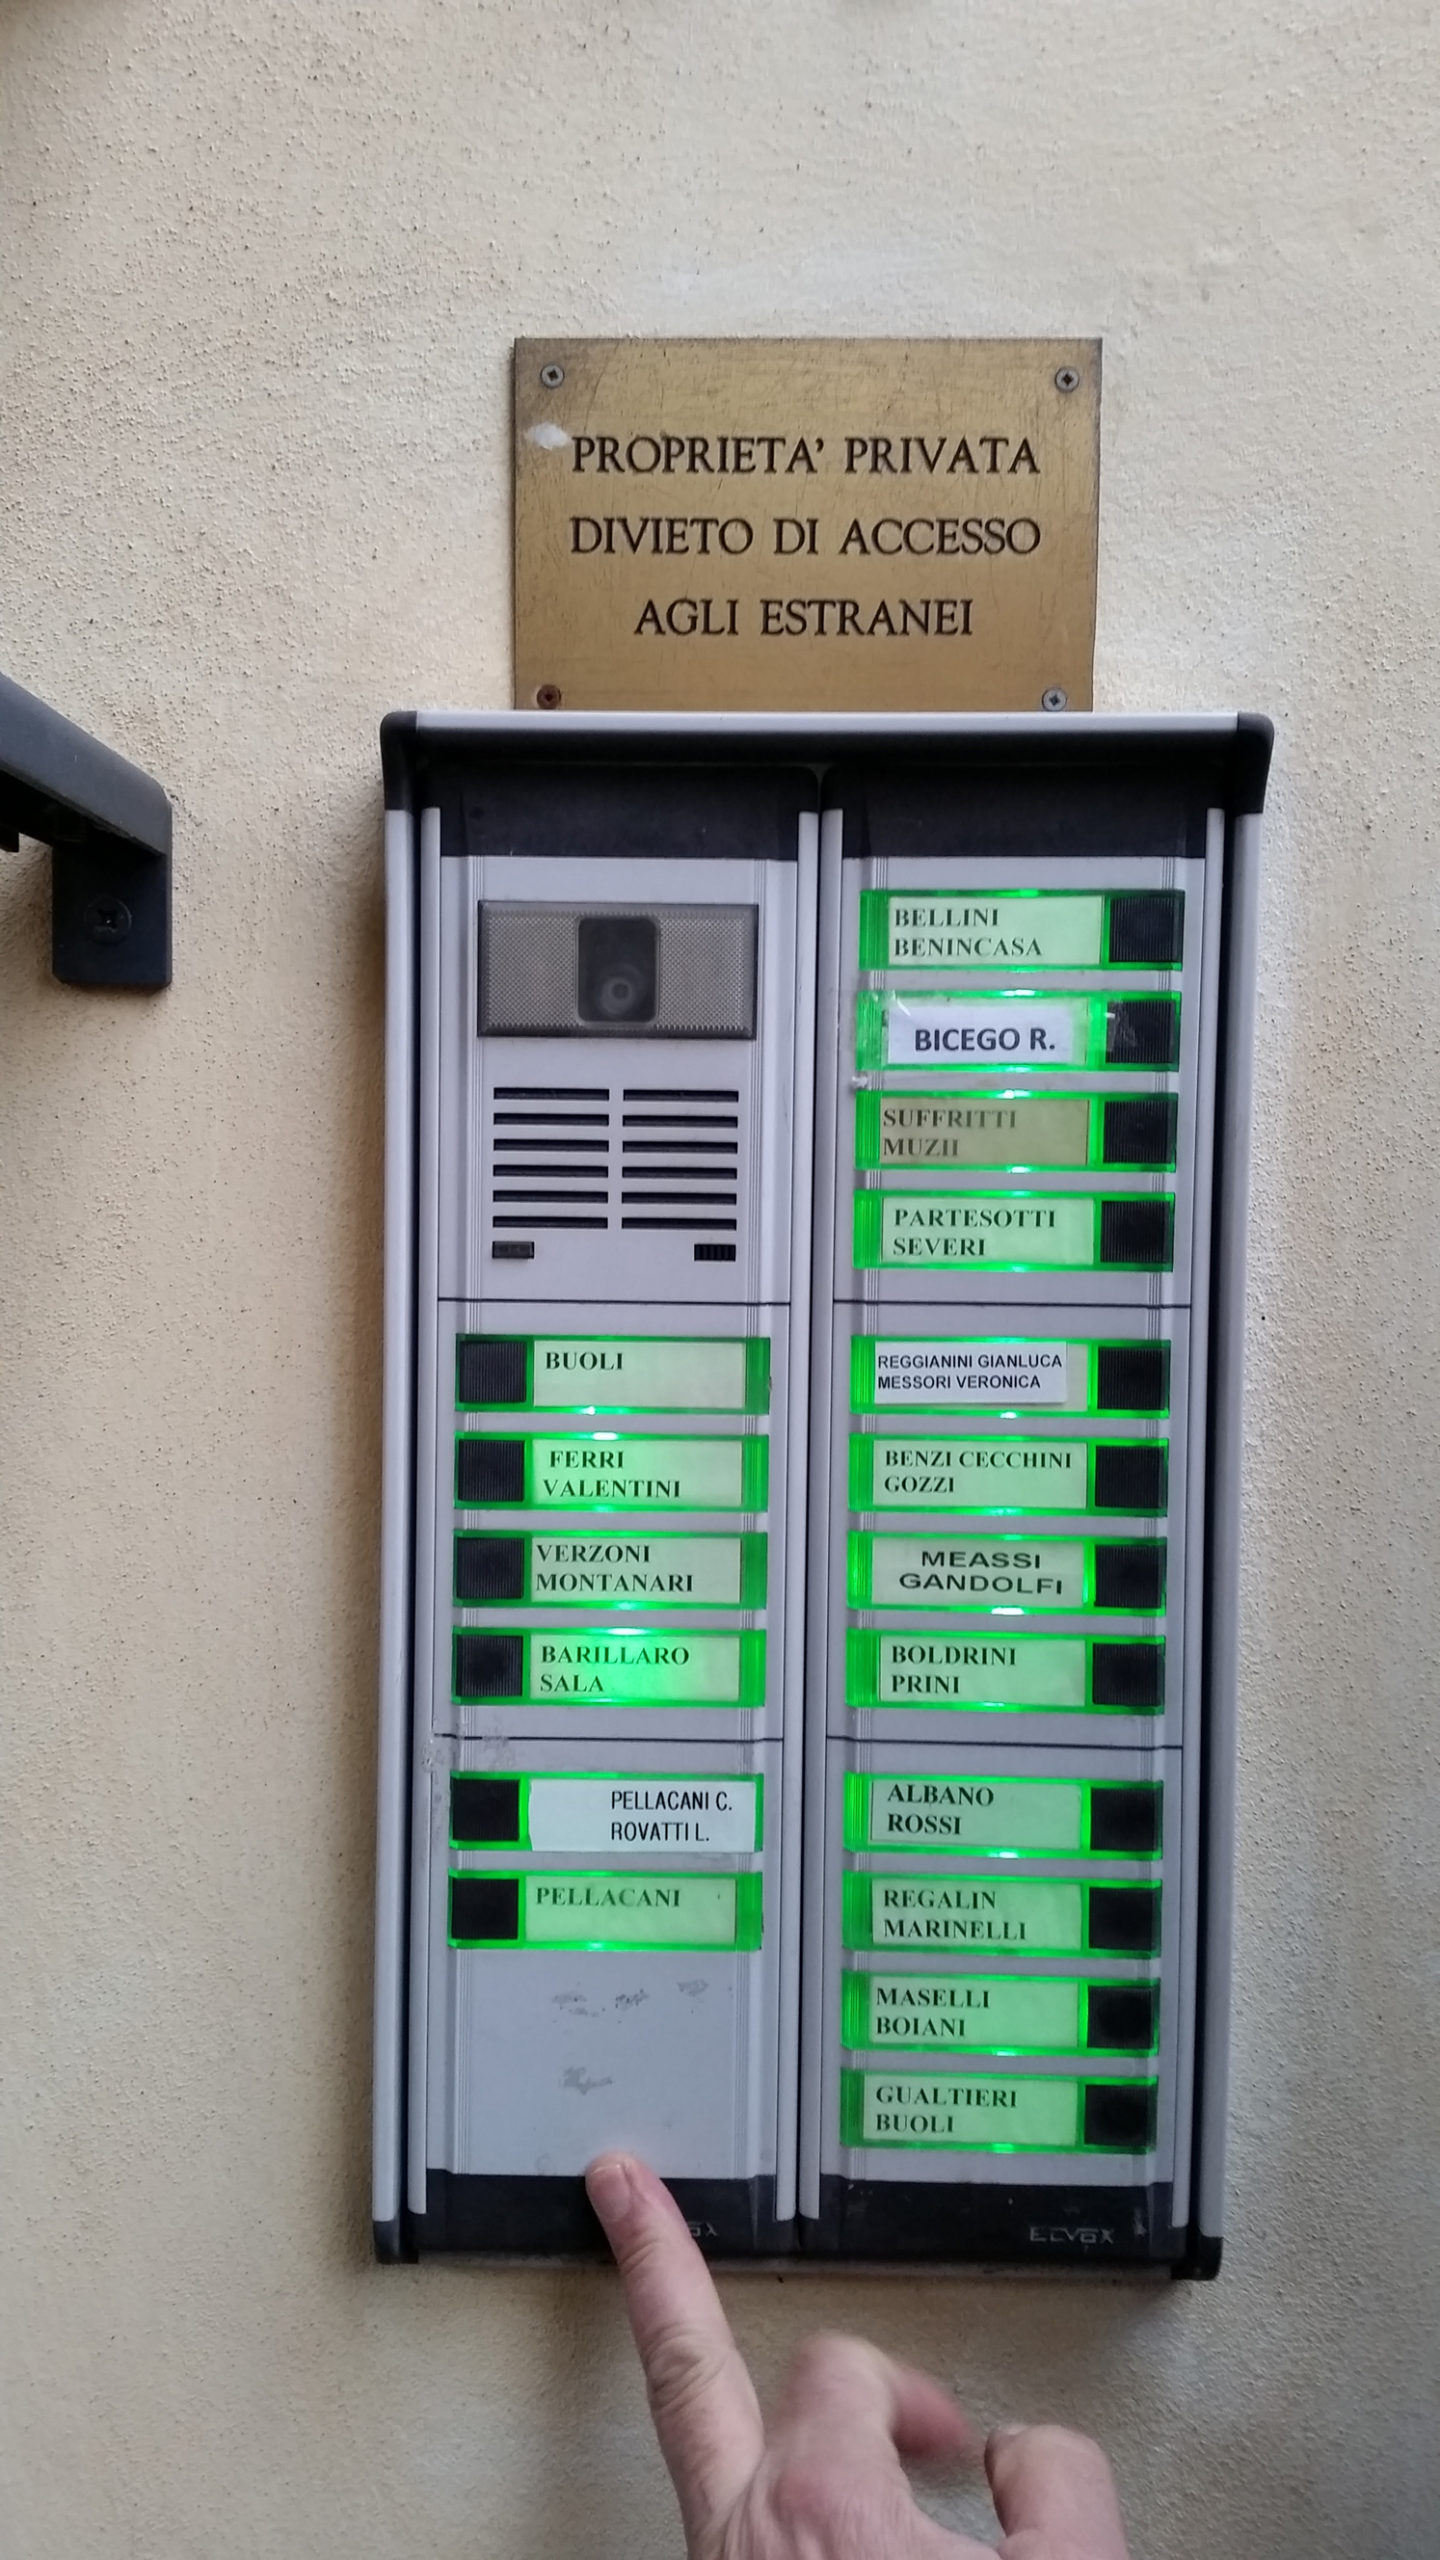 PROPRIETA' PRIVATA
DIVIETO DI ACCESSO
AGLI ESTRANEI
BUOLI
FERRI
VALENTINI
VERZONI
MONTANARI
BARILLARO
SALA
PELLACANI C.
ROVATTI L.
PELLACANI
BELLINI
BENINCASA
BICEGO R.
SUFFRITTI
MUZII
PARTESOTTI
SEVERI
REGGIANINI GIANLUCA
MESSORI VERONICA
BENZI CECCHINI
GOZZI
MEASSI
GANDOLFI
BOLDRINI
PRINI
ALBANO
ROSSI
REGALIN
MARINELLI
MASELLI
BOIANI
GUALTIERI
BUOLI
ELVOX